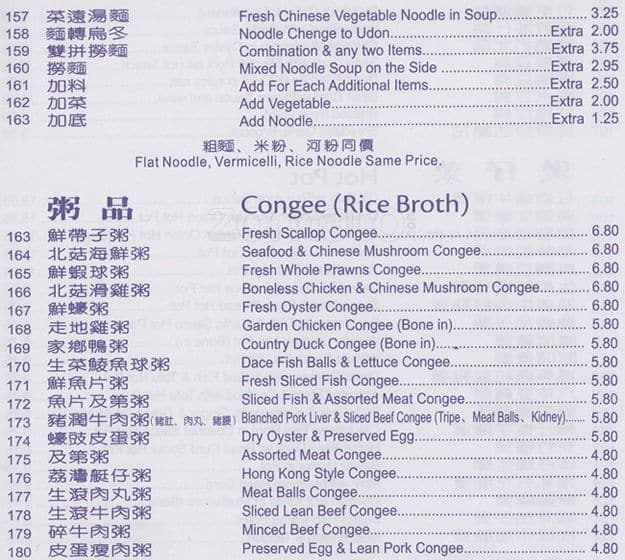 157 菜遠湯麵 Fresh Chinese Vegetable Noodle in Soup 3.25
158 麵轉烏冬 Noodle Chenge to Udon Extra 2.00
159 雙拼撈麵 Combination & any two Items Extra 3.75
160 撈麵 Mixed Noodle Soup on the Side Extra 2.95
161 加料 Add For Each Additional Items Extra 2.50
162 加菜 Add Vegetable Extra 2.00
163 加底 Add Noodle Extra 1.25
粗麵、米粉、河粉同價
Flat Noodle, Vermicelli, Rice Noodle Same Price.
粥品 Congee (Rice Broth)
163 鮮帶子粥 Fresh Scallop Congee 6.80
164 北菇海鮮粥 Seafood & Chinese Mushroom Congee 6.80
165 鮮蝦球粥 Fresh Whole Prawns Congee 6.80
166 北菇滑雞粥 Boneless Chicken & Chinese Mushroom Congee 6.80
167 鮮蠔粥 Fresh Oyster Congee 6.80
168 走地雞粥 Garden Chicken Congee (Bone in) 5.80
169 家鄉鴨粥 Country Duck Congee (Bone in) 5.80
170 生菜鯪魚球粥 Dace Fish Balls & Lettuce Congee 5.80
171 鮮魚片粥 Fresh Sliced Fish Congee 5.80
172 魚片及第粥 Sliced Fish & Assorted Meat Congee 5.80
173 豬潤牛肉粥(豬肚、肉丸、豬腰) Blanched Pork Liver & Sliced Beef Congee (Tripe、Meat Balls、Kidney) 5.80
174 蠔豉皮蛋粥 Dry Oyster & Preserved Egg 5.80
175 及第粥 Assorted Meat Congee 4.80
176 荔灣艇仔粥 Hong Kong Style Congee 4.80
177 生滾肉丸粥 Meat Balls Congee 4.80
178 生滾牛肉粥 Sliced Lean Beef Congee 4.80
179 碎牛肉粥 Minced Beef Congee 4.80
180 皮蛋瘦肉粥 Preserved Egg & Lean Pork Congee 4.80